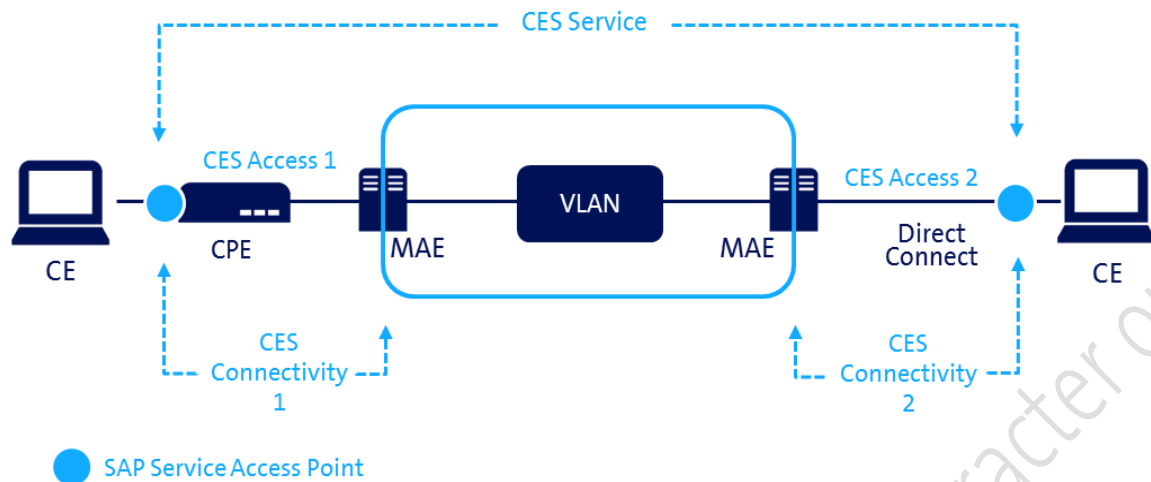 CES Service
CES Access 1
CES Access 2
VLAN
CPE
MAE
MAE
Direct
Connect
CE
CE
CES
Connectivity
1
CES
Connectivity
2
SAP Service Access Point